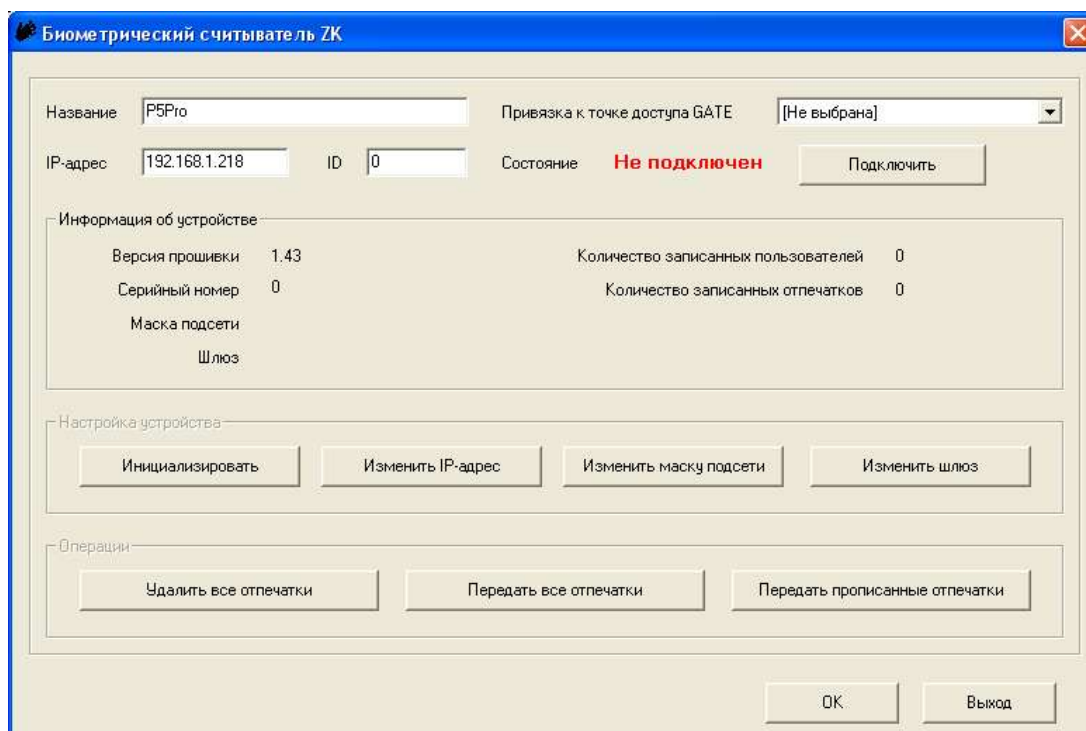 Биометрический считыватель ZK
Название P5Pro Привязка к точке доступа GATE [Не выбрана]
IP-адрес 192.168.1.218 ID 0 Состояние Не подключен Подключить
Информация об устройстве
Версия прошивки 1.43 Количество записанных пользователей 0
Серийный номер 0 Количество записанных отпечатков 0
Маска подсети
Шлюз
Настройка устройства
Инициализировать Изменить IP-адрес Изменить маску подсети Изменить шлюз
Операции
Удалить все отпечатки Передать все отпечатки Передать прописанные отпечатки
OK Выход